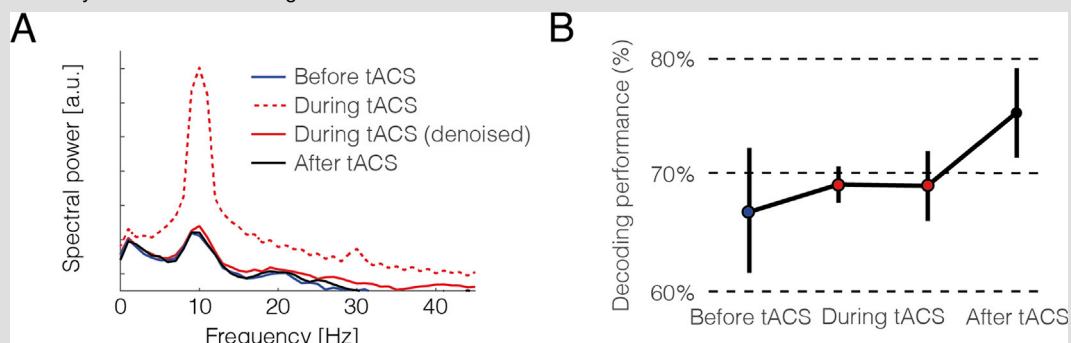 A
B
Spectral power [a.u.]
Before tACS
During tACS
During tACS (denoised)
After tACS
0
10
20
30
40
Frequency [Hz]
Decoding performance (%)
80%
70%
60%
Before tACS
During tACS
After tACS